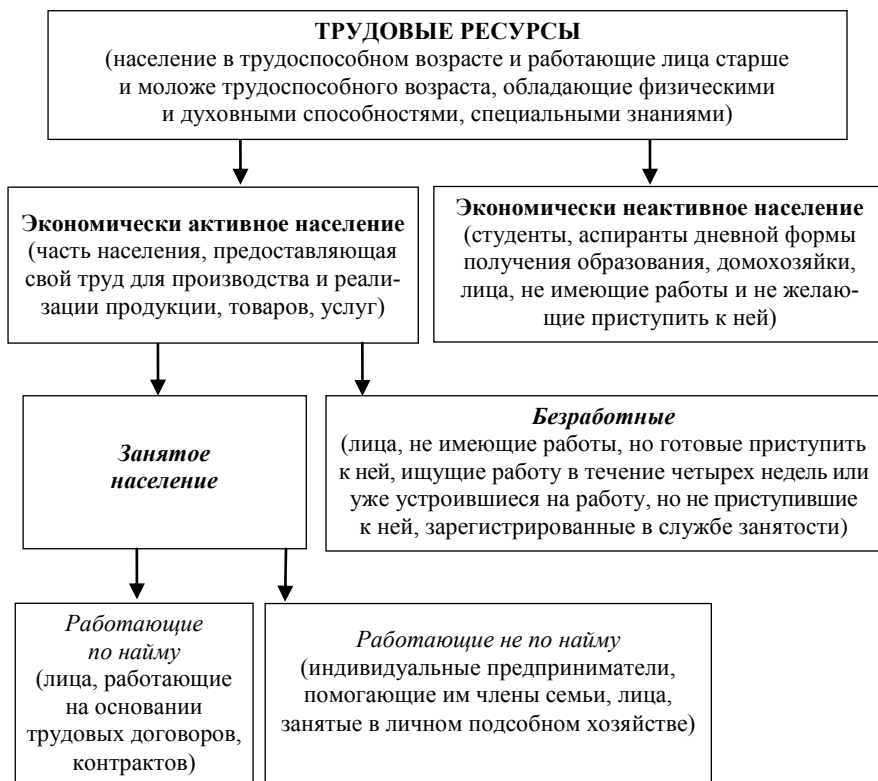 ТРУДОВЫЕ РЕСУРСЫ
(население в трудоспособном возрасте и работающие лица старше
и моложе трудоспособного возраста, обладающие физическими
и духовными способностями, специальными знаниями)
Экономически активное население
(часть населения, предоставляющая
свой труд для производства и реали-
зации продукции, товаров, услуг)
Экономически неактивное население
(студенты, аспиранты дневной формы
получения образования, домохозяйки,
лица, не имеющие работы и не желаю-
щие приступить к ней)
Занятое
население
Безработные
(лица, не имеющие работы, но готовые приступить
к ней, ищущие работу в течение четырех недель или
уже устроившиеся на работу, но не приступившие
к ней, зарегистрированные в службе занятости)
Работающие
по найму
(лица, работающие
на основании
трудовых договоров,
контрактов)
Работающие не по найму
(индивидуальные предприниматели,
помогающие им члены семьи, лица,
занятые в личном подсобном хозяйстве)